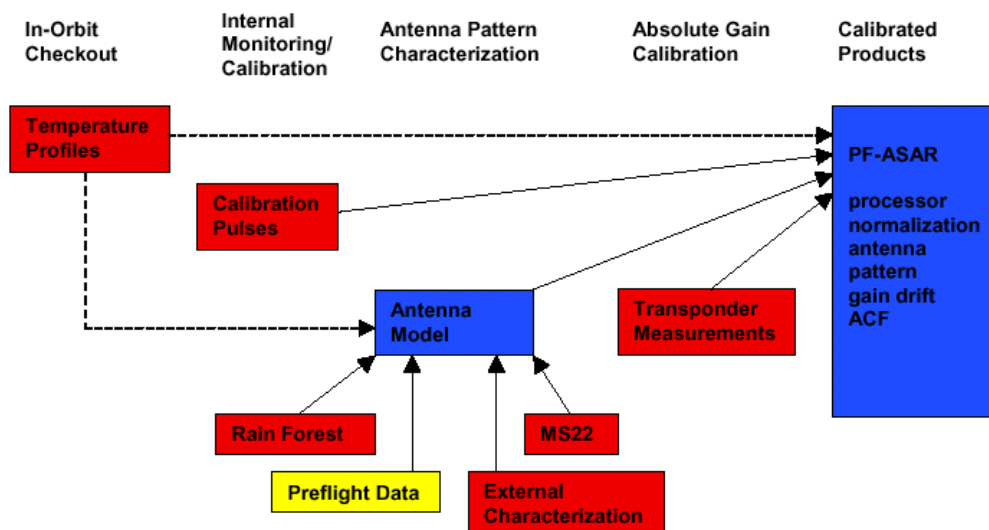 In-Orbit
Checkout
Internal
Monitoring/
Calibration
Antenna Pattern
Characterization
Absolute Gain
Calibration
Calibrated
Products
Temperature
Profiles
PF-ASAR
processor
normalization
antenna
pattern
gain drift
ACF
Calibration
Pulses
Antenna
Model
Transponder
Measurements
Rain Forest
MS22
Preflight Data
External
Characterization